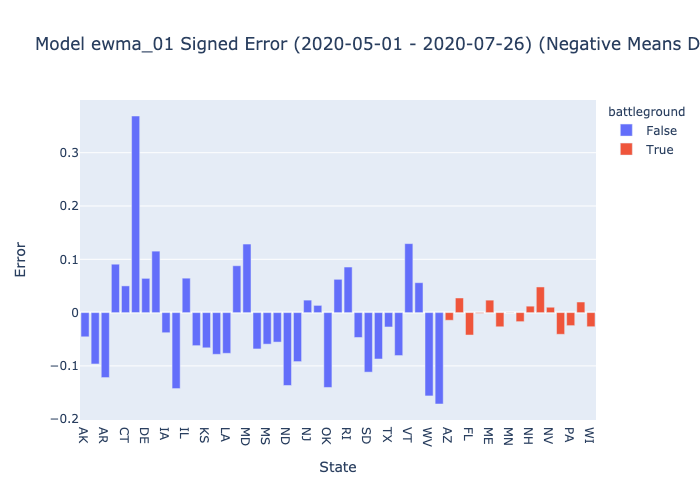 Model ewma_01 Signed Error (2020-05-01 - 2020-07-26) (Negative Means D
battleground
False
True
Error
0.3
0.2
0.1
0
−0.1
−0.2
AK AR CT DE IA IL KS LA MD MS ND NJ OK RI SD TX VT WV AZ FL ME MN NH NV PA WI
State